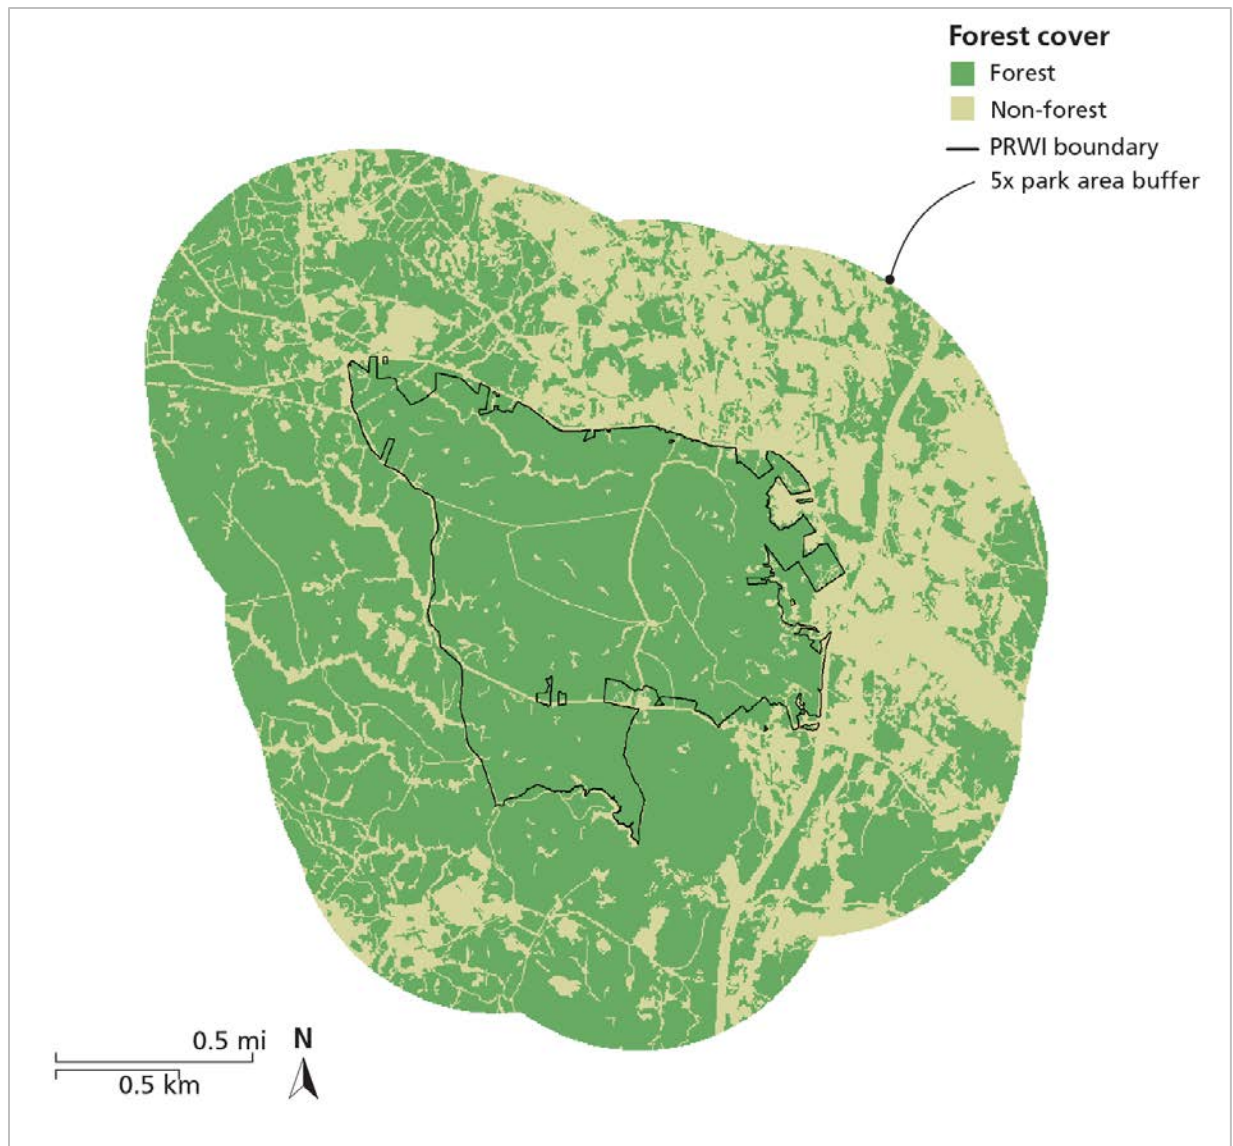 Forest cover
Forest
Non-forest
PRWI boundary
5x park area buffer
0.5 mi
N
0.5 km